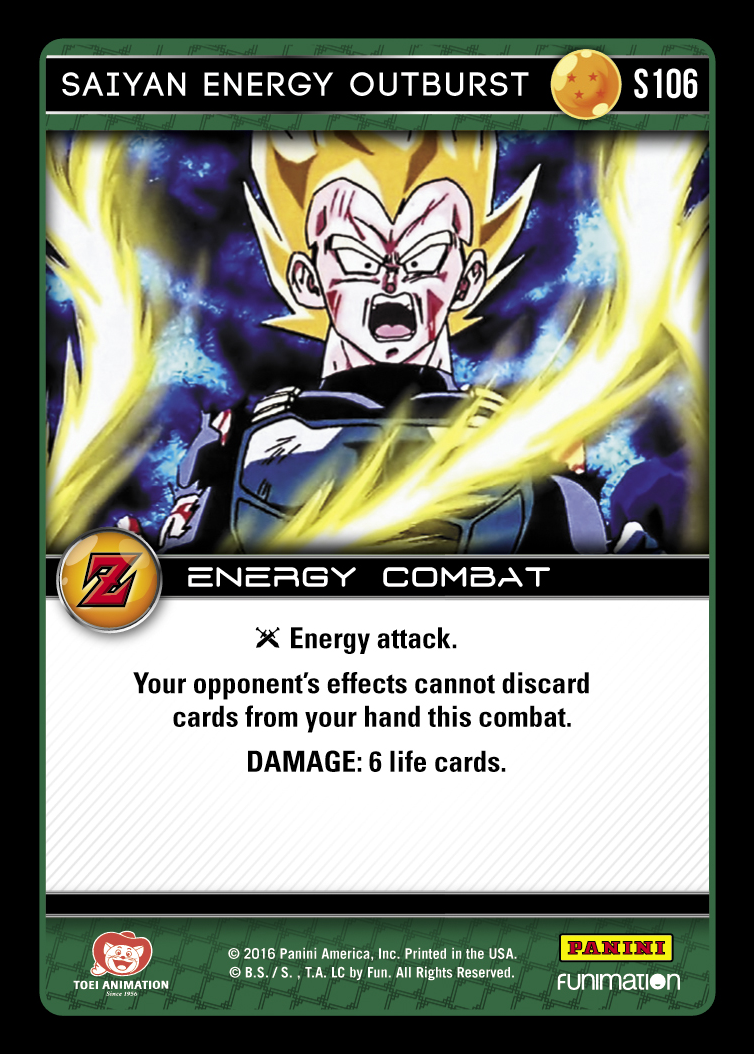 SAIYAN ENERGY OUTBURST S106
Z
ENERGY COMBAT
Energy attack.
Your opponent's effects cannot discard
cards from your hand this combat.
DAMAGE: 6 life cards.
TOEI ANIMATION
Since 1956
© 2016 Panini America, Inc. Printed in the USA.
© B.S. / S. , T.A. LC by Fun. All Rights Reserved.
PANINI
FUNIMATION